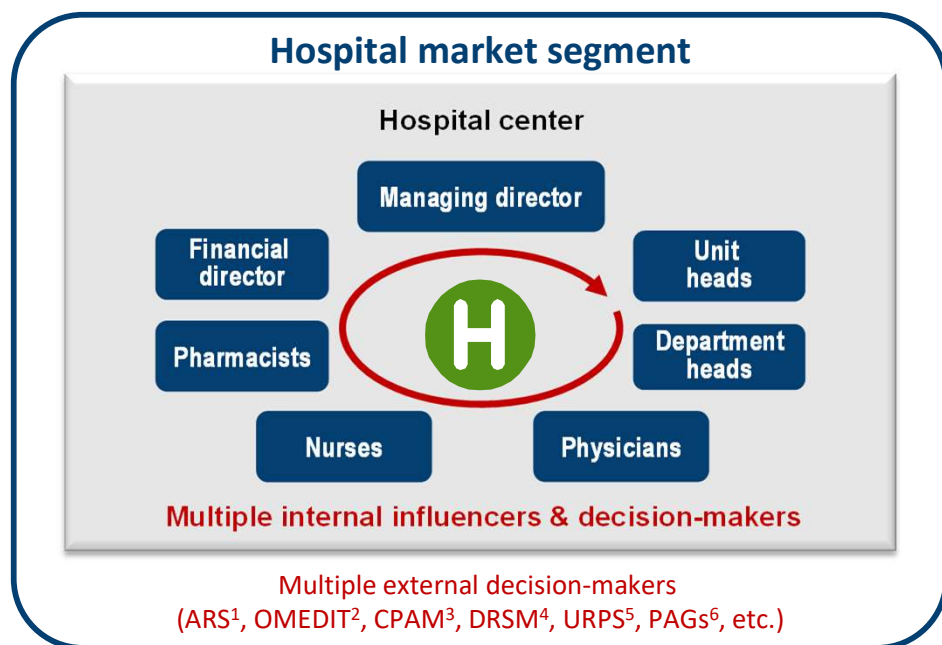 Hospital market segment
Hospital center
Managing director
Financial
director
Unit
heads
H
Pharmacists
Department
heads
Nurses
Physicians
Multiple internal influencers & decision-makers
Multiple external decision-makers
(ARS¹, OMEDIT², CPAM³, DRSM⁴, URPS⁵, PAGs⁶, etc.)